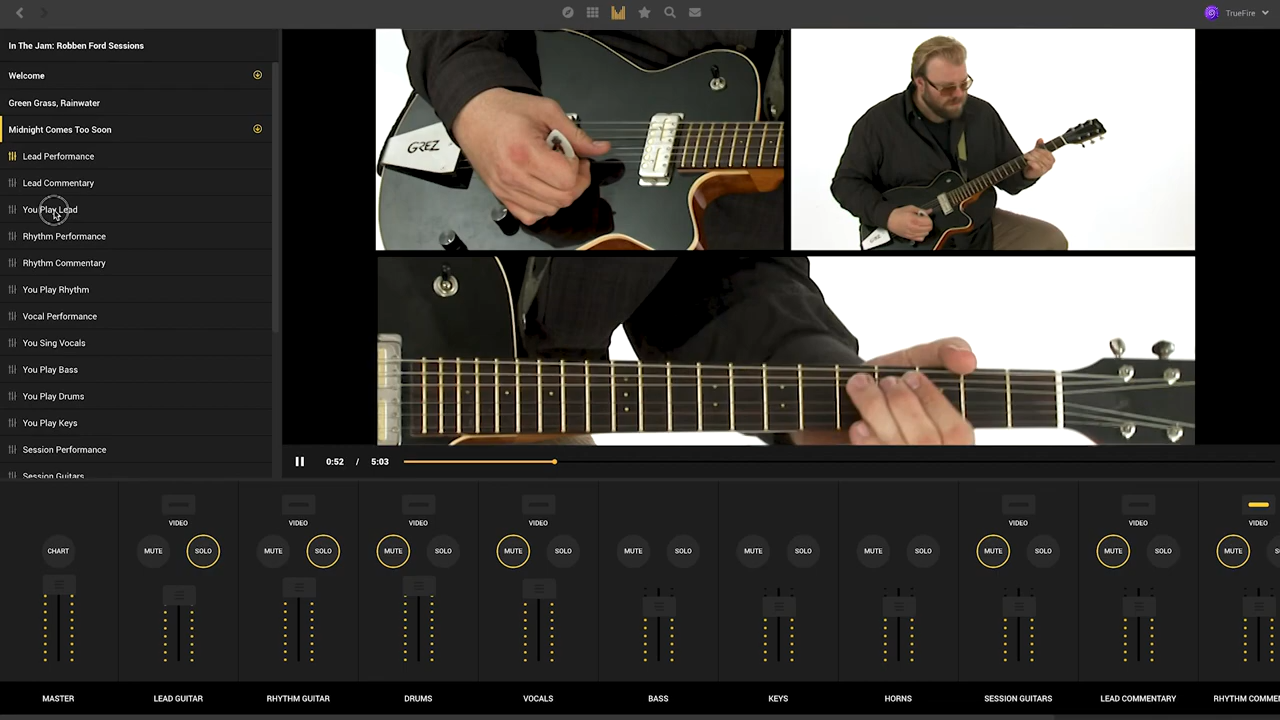 TrueFire
In The Jam: Robben Ford Sessions
Welcome
Green Grass, Rainwater
Midnight Comes Too Soon
Lead Performance
Lead Commentary
You Play Lead
Rhythm Performance
Rhythm Commentary
You Play Rhythm
Vocal Performance
You Sing Vocals
You Play Bass
You Play Drums
You Play Keys
Session Performance
Session Guitars
GREZ
GREZ
0:52 / 5:03
VIDEO VIDEO VIDEO VIDEO VIDEO VIDEO VIDEO
CHART MUTE SOLO MUTE SOLO MUTE SOLO MUTE SOLO MUTE SOLO MUTE SOLO MUTE SOLO MUTE SOLO MUTE SOLO MUTE S
MASTER LEAD GUITAR RHYTHM GUITAR DRUMS VOCALS BASS KEYS HORNS SESSION GUITARS LEAD COMMENTARY RHYTHM COMME